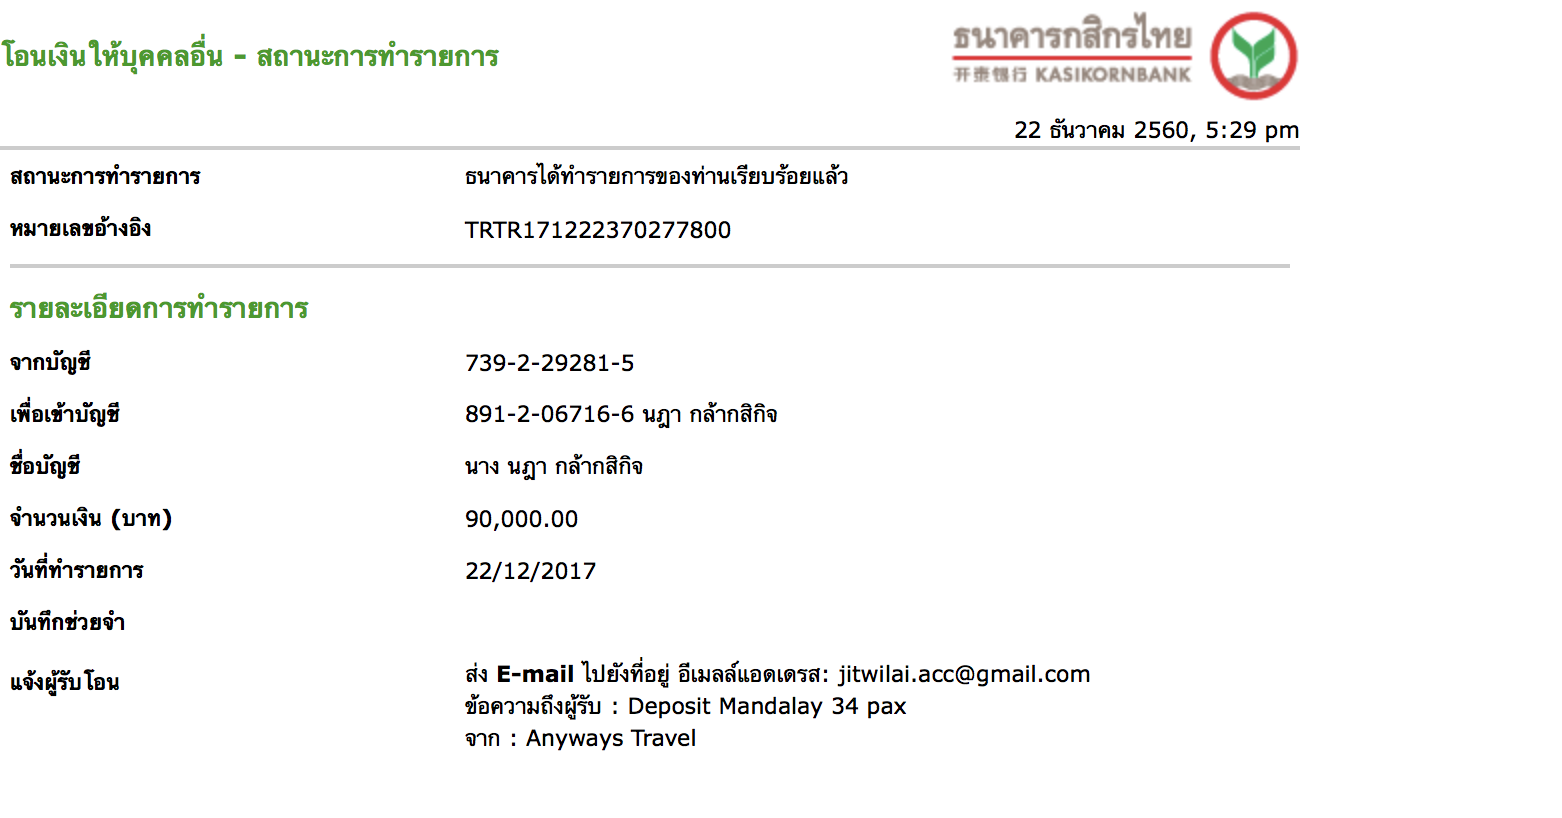 โอนเงินให้บุคคลอื่น - สถานะการทำรายการ
ธนาคารกสิกรไทย
开泰银行 KASIKORNBANK
22 ธันวาคม 2560, 5:29 pm
สถานะการทำรายการ ธนาคารได้ทำรายการของท่านเรียบร้อยแล้ว
หมายเลขอ้างอิง TRTR171222370277800
รายละเอียดการทำรายการ
จากบัญชี 739-2-29281-5
เพื่อเข้าบัญชี 891-2-06716-6 นฎา กล้ากสิกิจ
ชื่อบัญชี นาง นฎา กล้ากสิกิจ
จำนวนเงิน (บาท) 90,000.00
วันที่ทำรายการ 22/12/2017
บันทึกช่วยจำ
แจ้งผู้รับโอน ส่ง E-mail ไปยังที่อยู่ อีเมลล์แอดเดรส: jitwilai.acc@gmail.com
ข้อความถึงผู้รับ : Deposit Mandalay 34 pax
จาก : Anyways Travel